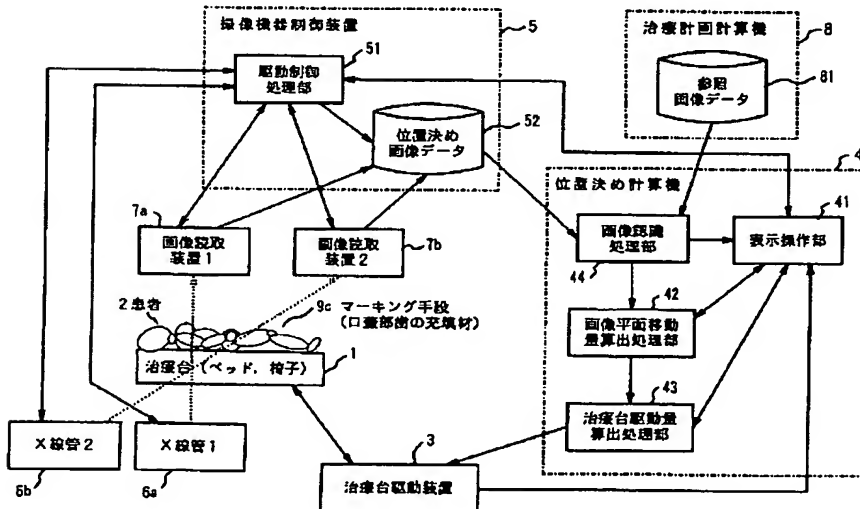 撮像機器制御装置
5
51
駆動制御
処理部
位置決め
画像データ
52
治療計画計算機
8
参照
画像データ
81
4
位置決め計算機
41
7a
画像読取
装置1
画像読取
装置2
7b
画像認識
処理部
44
表示操作部
2患者
9c マーキング手段
(口蓋部歯の充填材)
42
画像平面移動
量算出処理部
治療台(ベッド,椅子)
1
43
治療台駆動量
算出処理部
X線管2
X線管1
3
6b
6a
治療台駆動装置